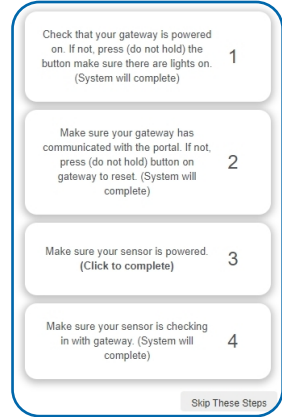 Check that your gateway is powered
on. If not, press (do not hold) the
button make sure there are lights on.
(System will complete)
1
Make sure your gateway has
communicated with the portal. If not,
press (do not hold) button on
gateway to reset. (System will
complete)
2
Make sure your sensor is powered.
(Click to complete)
3
Make sure your sensor is checking
in with gateway. (System will
complete)
4
Skip These Steps